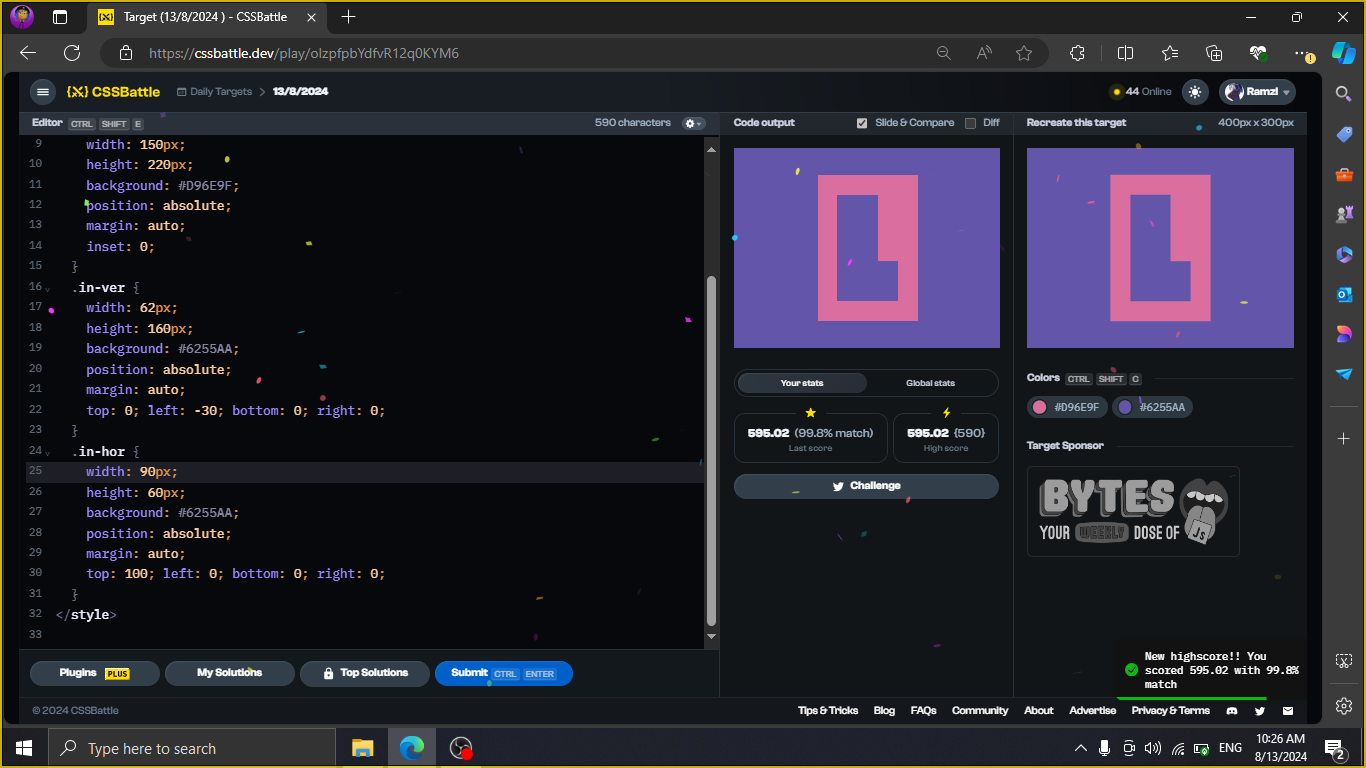 Target (13/8/2024 ) - CSSBattle
https://cssbattle.dev/play/olzpfpbYdfvR12q0KYM6
{X} CSSBattle
Daily Targets > 13/8/2024
44 Online
Ramzi
Editor CTRL SHIFT E
590 characters
Code output
Slide & Compare
Diff
Recreate this target
400px x 300px
9 width: 150px;
10 height: 220px;
11 background: #D96E9F;
12 position: absolute;
13 margin: auto;
14 inset: 0;
15 }
16 .in-ver {
17 width: 62px;
18 height: 160px;
19 background: #6255AA;
20 position: absolute;
21 margin: auto;
22 top: 0; left: -30; bottom: 0; right: 0;
23 }
24 .in-hor {
25 width: 90px;
26 height: 60px;
27 background: #6255AA;
28 position: absolute;
29 margin: auto;
30 top: 100; left: 0; bottom: 0; right: 0;
31 }
32 </style>
33
Your stats
Global stats
595.02 (99.8% match)
Last score
595.02 {590}
High score
Challenge
Colors CTRL SHIFT C
#D96E9F
#6255AA
Target Sponsor
BYTES
YOUR WEEKLY DOSE OF JS
Plugins PLUS
My Solutions
Top Solutions
Submit CTRL ENTER
New highscore!! You
scored 595.02 with 99.8%
match
© 2024 CSSBattle
Tips & Tricks
Blog
FAQs
Community
About
Advertise
Privacy & Terms
Type here to search
ENG
10:26 AM
8/13/2024
2